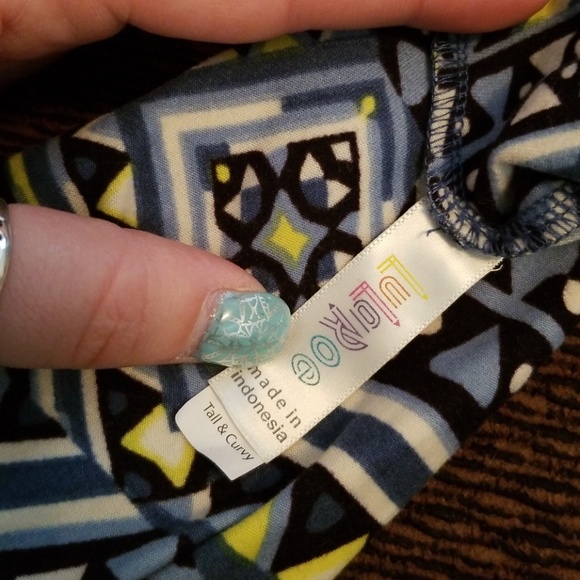 LuLaRoe
made in
indonesia
Tall & Curvy